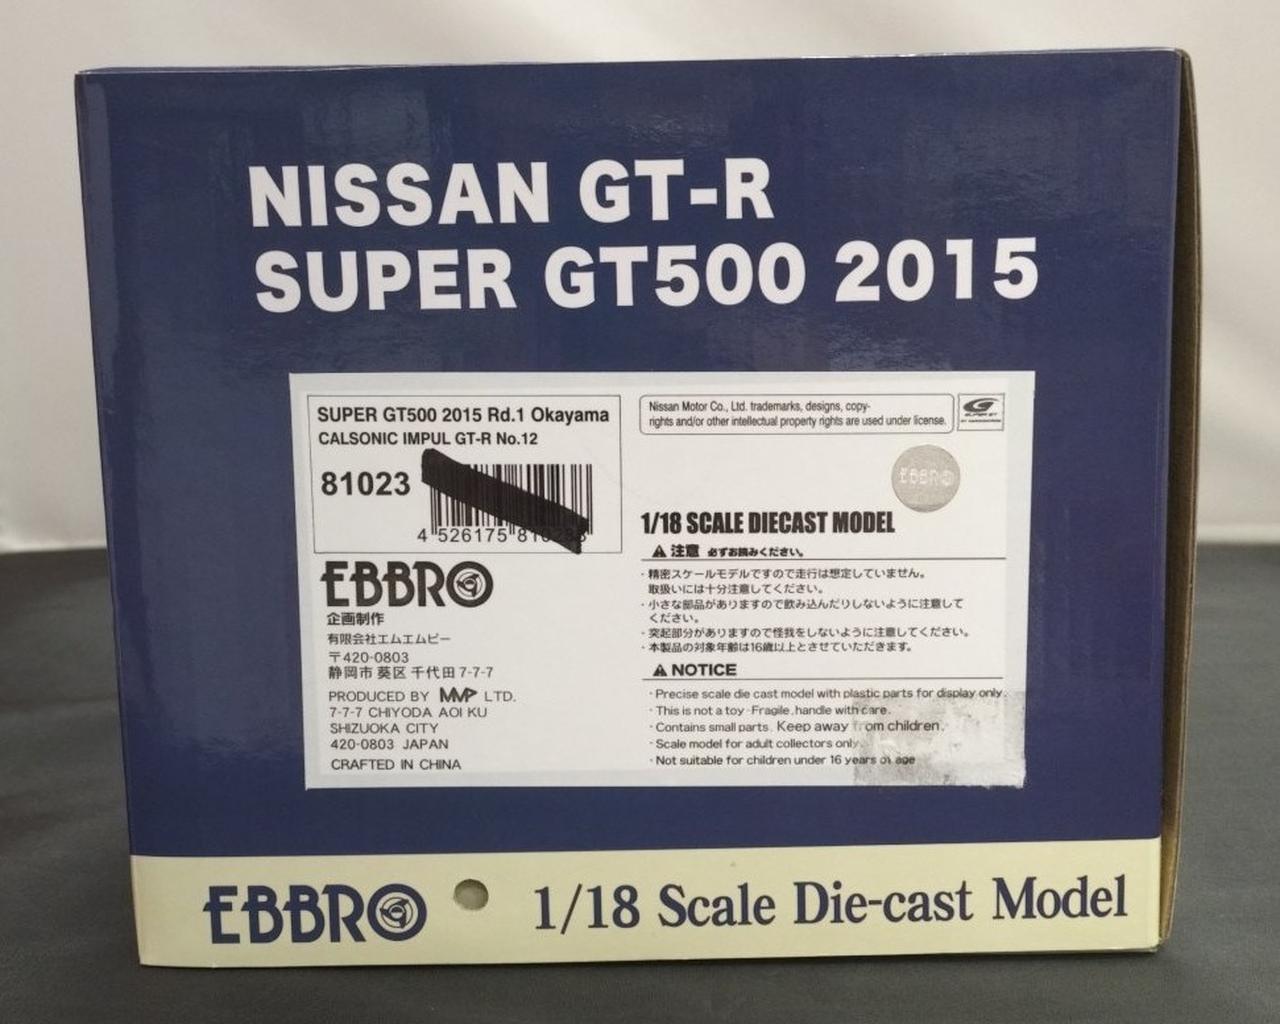 NISSAN GT-R
SUPER GT500 2015
SUPER GT500 2015 Rd.1 Okayama
CALSONIC IMPUL GT-R No.12
81023
4 526175
EBBRO
企画制作
有限会社エムエムピー
〒420-0803
静岡市 葵区 千代田 7-7-7
PRODUCED BY MMP LTD.
7-7-7 CHIYODA AOI KU
SHIZUOKA CITY
420-0803 JAPAN
CRAFTED IN CHINA
Nissan Motor Co., Ltd. trademarks, designs, copy-
rights and/or other intellectual property rights are used under license.
SUPER GT
EBBRO
1/18 SCALE DIECAST MODEL
注意 必ずお読みください。
・精密スケールモデルですので走行は想定していません。
取扱いには十分注意してください。
・小さな部品がありますので飲み込んだりしないように注意して
ください。
・突起部分がありますので怪我をしないように注意してください。
・本製品の対象年齢は16歳以上とさせていただきます。
NOTICE
・Precise scale die cast model with plastic parts for display only.
・This is not a toy・Fragile, handle with care.
・Contains small parts. Keep away from children.
・Scale model for adult collectors only
・Not suitable for children under 16 years of age
EBBRO
1/18 Scale Die-cast Model